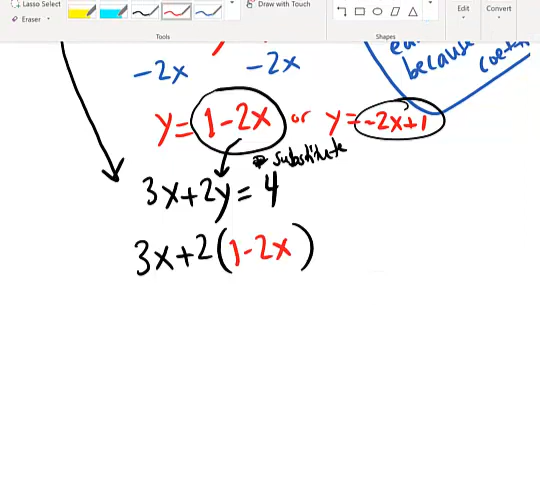 Lasso Select
Eraser
Draw with Touch
Edit
Convert
Tools
Shapes
because
-2x -2x
y=1-2x or y=-2x+1
substitute
3x+2y=4
3x+2(1-2x)